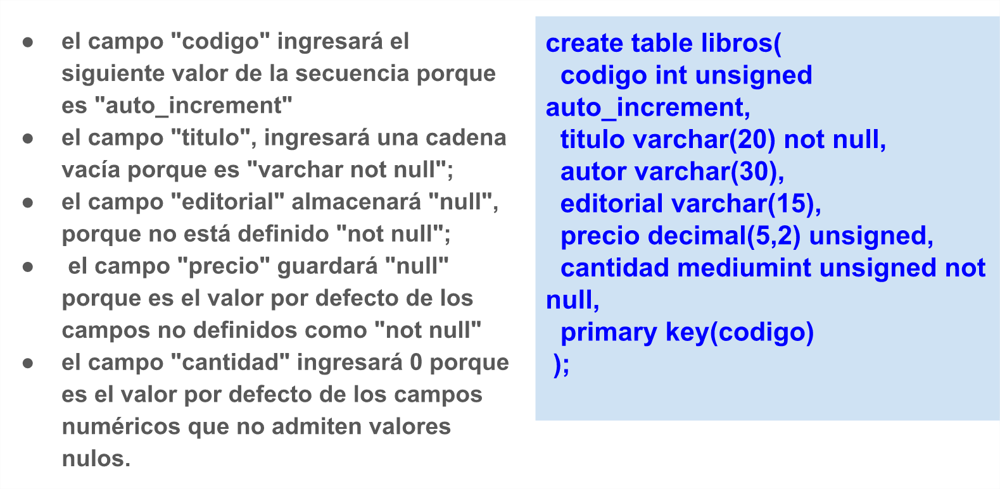 ● el campo "codigo" ingresará el
siguiente valor de la secuencia porque
es "auto_increment"
● el campo "titulo", ingresará una cadena
vacía porque es "varchar not null";
● el campo "editorial" almacenará "null",
porque no está definido "not null";
● el campo "precio" guardará "null"
porque es el valor por defecto de los
campos no definidos como "not null"
● el campo "cantidad" ingresará 0 porque
es el valor por defecto de los campos
numéricos que no admiten valores
nulos.
create table libros(
codigo int unsigned
auto_increment,
titulo varchar(20) not null,
autor varchar(30),
editorial varchar(15),
precio decimal(5,2) unsigned,
cantidad mediumint unsigned not
null,
primary key(codigo)
);